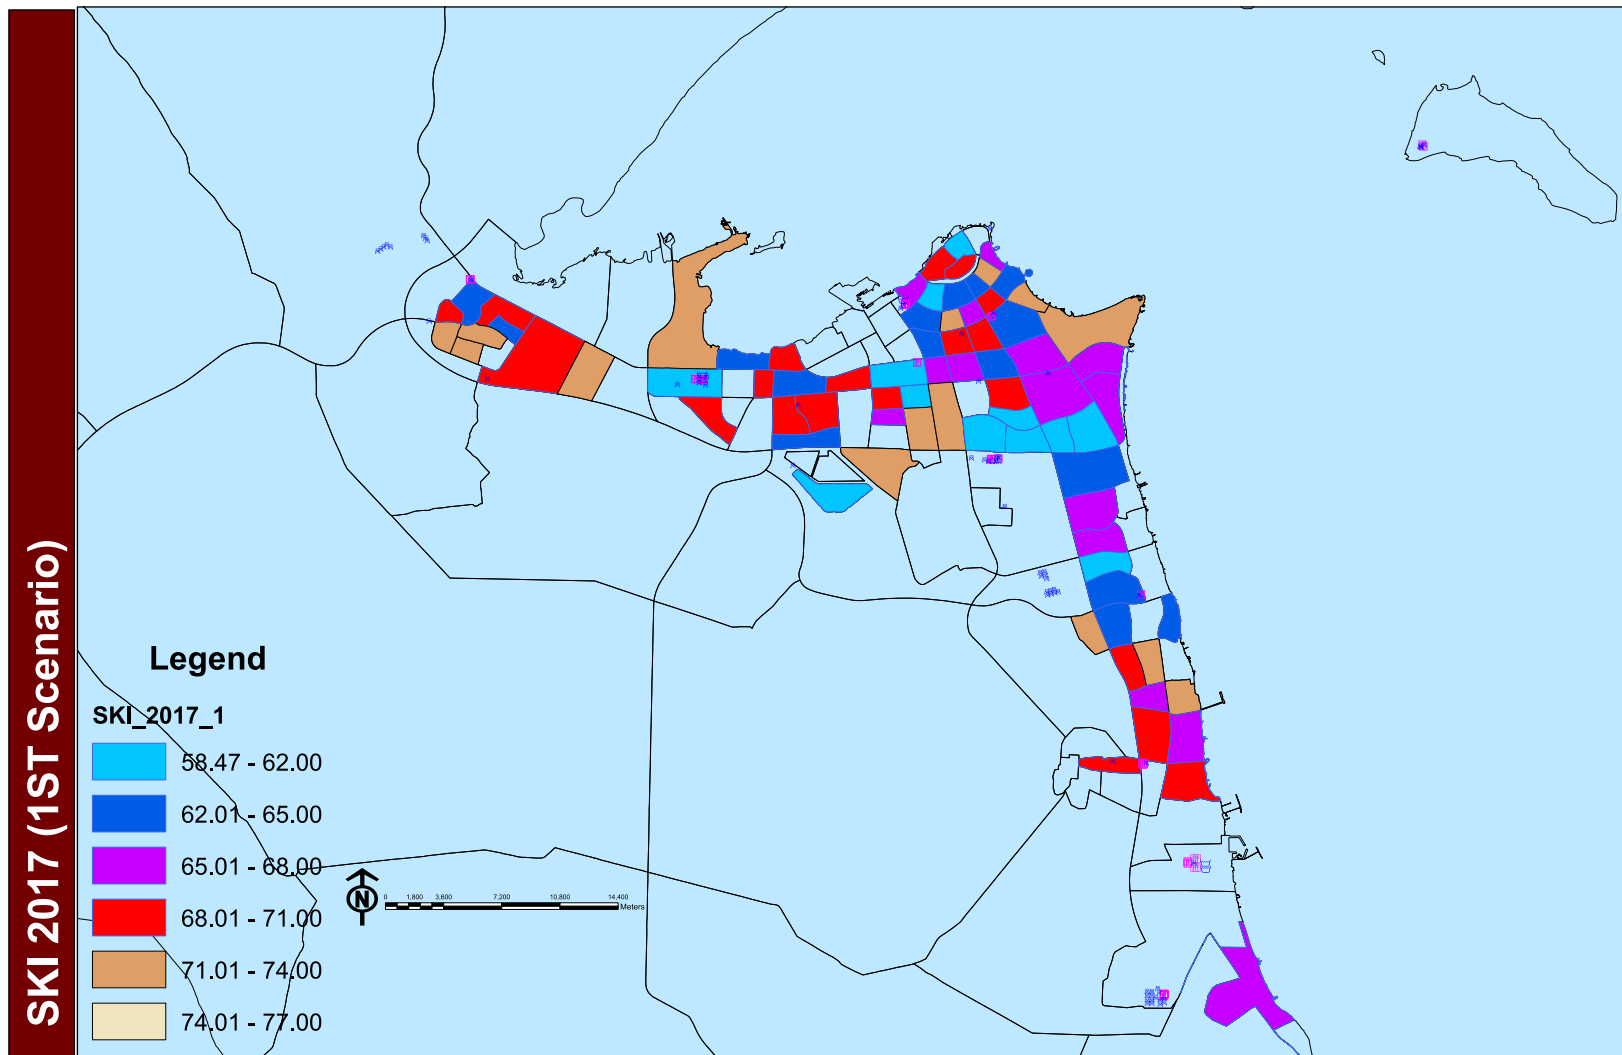 SKI 2017 (1ST Scenario)
Legend
SKI_2017_1
58.47 - 62.00
62.01 - 65.00
65.01 - 68.00
68.01 - 71.00
71.01 - 74.00
74.01 - 77.00
N
0 1,800 3,600 7,200 10,800 14,400
Meters